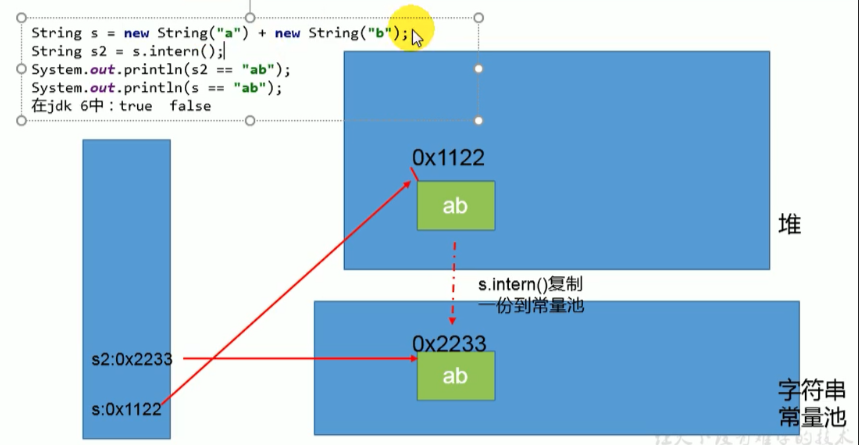 String s = new String("a") + new String("b");
String s2 = s.intern();
System.out.println(s2 == "ab");
System.out.println(s == "ab");
在jdk 6中：true  false
0x1122
ab
堆
s.intern()复制
一份到常量池
0x2233
ab
s2:0x2233
s:0x1122
字符串
常量池